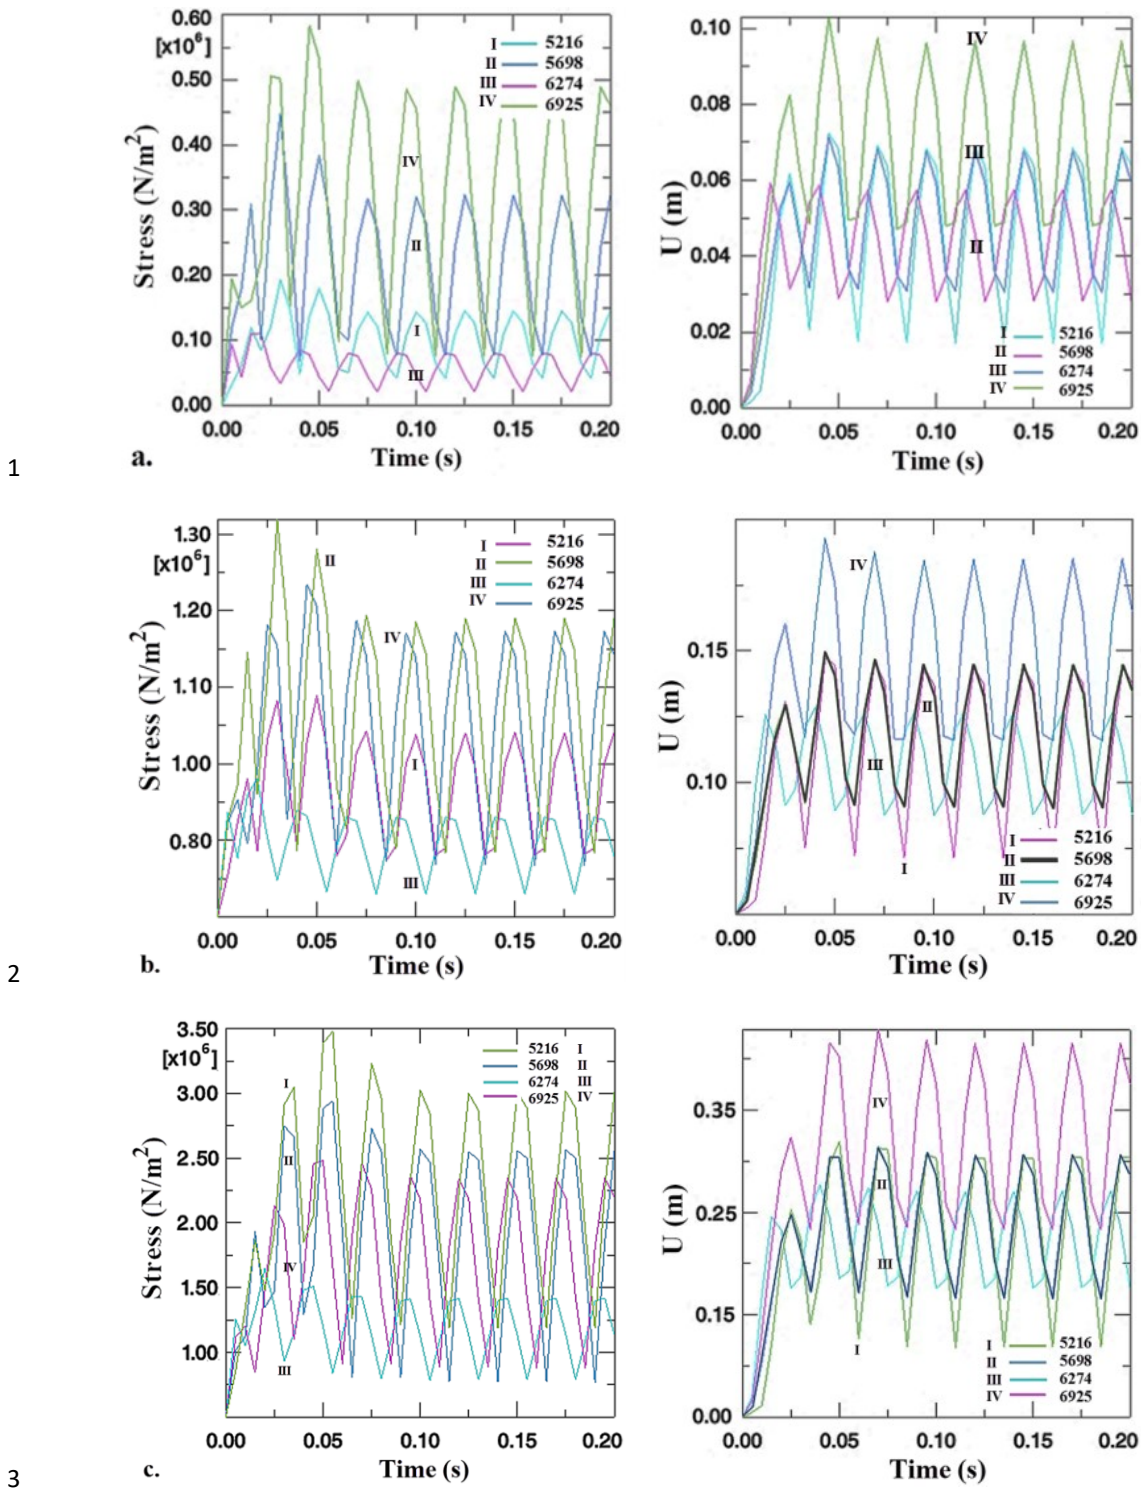 0.60
[x10⁶]
0.50
0.40
0.30
0.20
0.10
0.00
Stress (N/m²)
I 5216
II 5698
III 6274
IV 6925
IV
II
I
III
0.00 0.05 0.10 0.15 0.20
Time (s)
a.
1
0.10
0.08
0.06
0.04
0.02
0.00
U (m)
IV
III
II
I 5216
II 5698
III 6274
IV 6925
0.00 0.05 0.10 0.15 0.20
Time (s)
1.30
[x10⁶]
1.20
1.10
1.00
0.80
Stress (N/m²)
I 5216
II 5698
III 6274
IV 6925
II
IV
I
III
0.00 0.05 0.10 0.15 0.20
Time (s)
b.
2
0.15
0.10
U (m)
IV
II
III
I
I 5216
II 5698
III 6274
IV 6925
0.00 0.05 0.10 0.15 0.20
Time (s)
3.50
[x10⁶]
3.00
2.50
2.00
1.50
1.00
Stress (N/m²)
5216 I
5698 II
6274 III
6925 IV
I
II
IV
III
0.00 0.05 0.10 0.15 0.20
Time (s)
c.
3
0.35
0.25
0.15
0.00
U (m)
IV
II
III
I
I 5216
II 5698
III 6274
IV 6925
0.00 0.05 0.10 0.15 0.20
Time (s)